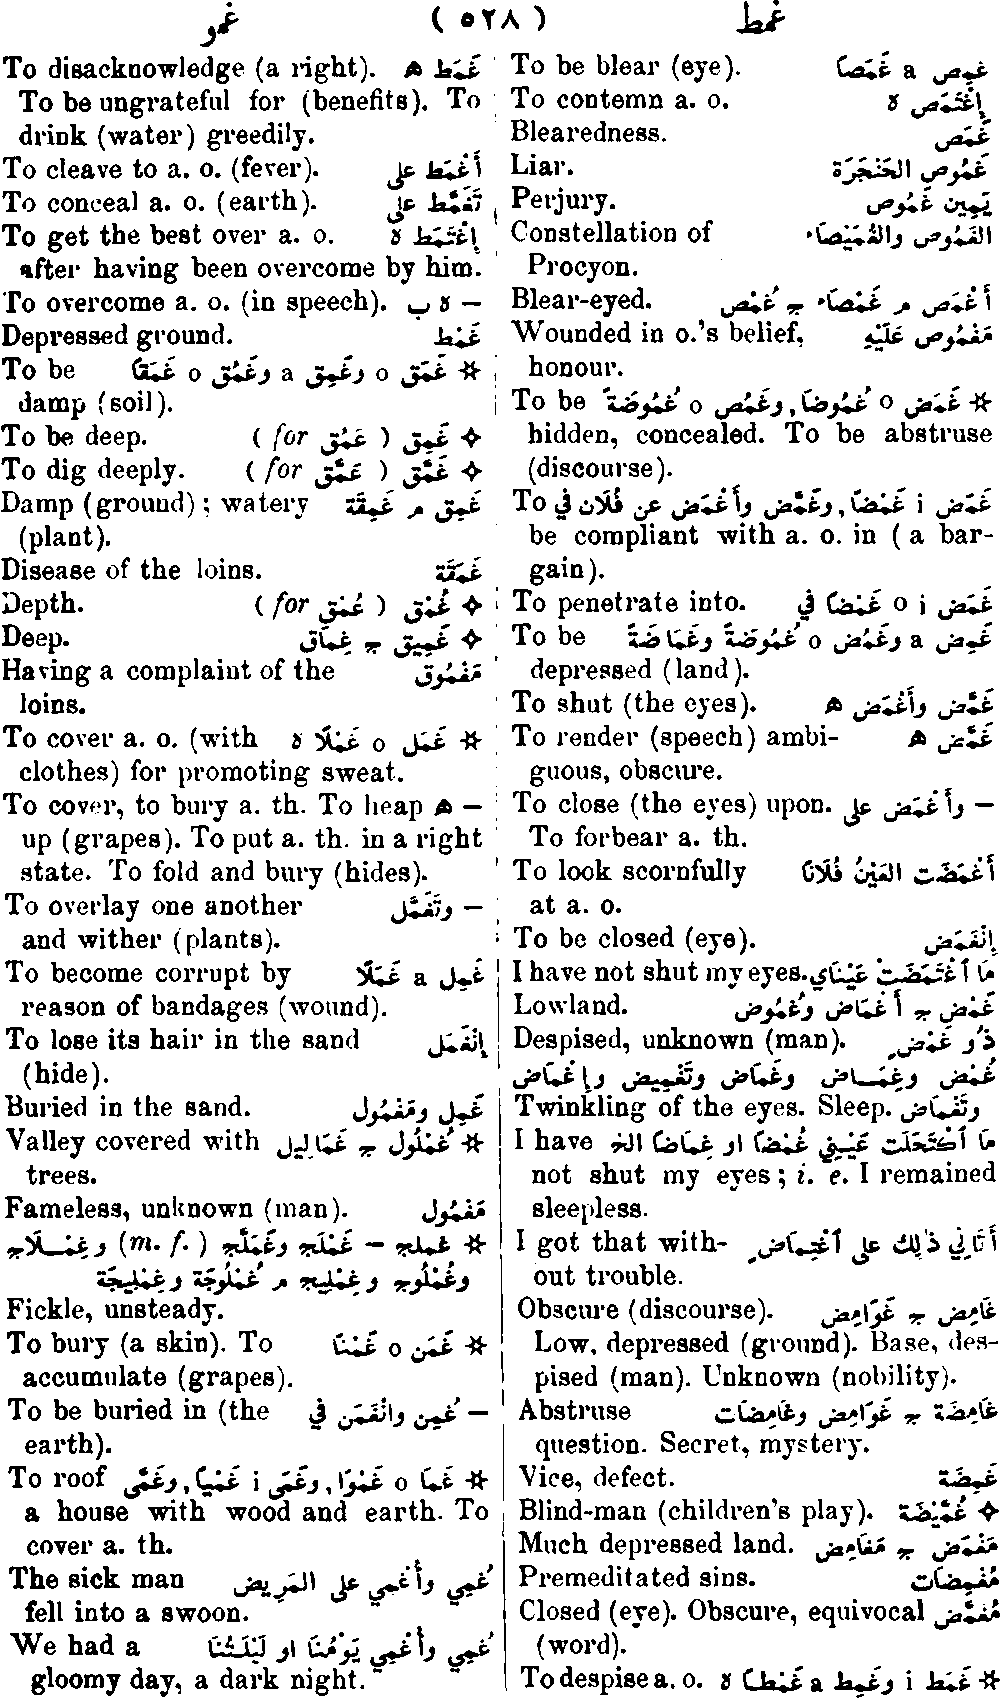 غمو ( ٥٢٨ ) غمط
To be blear (eye). غَمِص a غَمَصًا
To contemn a. o. إِغْتَمَص ه
Blearedness. غَمَص
Liar. غَمُوص الحَنْجَرَة
Perjury. يَمِين غَمُوص
Constellation of الغَمُوص والغُمَيْصَاء
Procyon.
Blear-eyed. أَغْمَص م غَمْصَاء ج غُمْص
Wounded in o.'s belief, مَغْمُوص عَلَيْهِ
honour.
To be ✲ غَمَض o غُمُوضًا, وغَمُض o غُمُوضَةً
hidden, concealed. To be abstruse
(discourse).
To غَمَض i غَمْضًا, وغَمَّض وأَغْمَض عن فُلَان في
be compliant with a. o. in ( a bar-
gain).
To penetrate into. غَمَض i o غَمْضًا في
To be غَمِض a وغَمُض o غُمُوضَةً وغَمَاضَةً
depressed (land).
To shut (the eyes). غَمَّض وأَغْمَض ه
To render (speech) ambi- غَمَّض ه
guous, obscure.
To close (the eyes) upon. — وأَغْمَض على
To forbear a. th.
To look scornfully أَغْمَضَت العَيْنُ فُلَانًا
at a. o.
To be closed (eye). إِنْغَمَض
I have not shut my eyes. مَا ٱغْتَمَضَتْ عَيْنَايَ
Lowland. غَمْض ج أَغْمَاض وغُمُوض
Despised, unknown (man). ذُو غَمْضٍ
غُمْض وغِمَاض وغَمَاض وتَغْمِيض وإِغْمَاض
Twinkling of the eyes. Sleep. وتَغْمَاض
I have مَا ٱكْتَحَلَت عَيْنِي غُمْضًا او غِمَاضًا الخ
not shut my eyes; i. e. I remained
sleepless.
I got that with- أَتَانِي ذٰلِكَ على ٱغْتِمَاضٍ
out trouble.
Obscure (discourse). غَامِض ج غَوَامِض
Low, depressed (ground). Base, des-
pised (man). Unknown (nobility).
Abstruse غَامِضَة ج غَوَامِض وغَامِضَات
question. Secret, mystery.
Vice, defect. غَمِيضَة
Blind-man (children's play). ✧ غُمَّيْضَة
Much depressed land. مَغْمَض ج مَغَامِض
Premeditated sins. مُغْمِضَات
Closed (eye). Obscure, equivocal مُغَمَّض
(word).
To despise a. o. ✲ غَمَط i وغَمِط a غَمْطًا ه
To disacknowledge (a right). غَمَط ه
To be ungrateful for (benefits). To
drink (water) greedily.
To cleave to a. o. (fever). أَغْمَط على
To conceal a. o. (earth). تَغَمَّط على
To get the best over a. o. إِغْتَمَط ه
after having been overcome by him.
To overcome a. o. (in speech). — ه ب
Depressed ground. غَمْط
To be ✲ غَمَق o وغَمِق a وغَمُق o غَمَقًا
damp (soil).
To be deep. ✧ غَمِق ( for عَمُق )
To dig deeply. ✧ غَمَّق ( for عَمَّق )
Damp (ground); watery غَمِق م غَمِقَة
(plant).
Disease of the loins. غَمَقَة
Depth. ✧ غُمْق ( for عُمْق )
Deep. ✧ غَمِيق ج غِمَاق
Having a complaint of the مَغْمُوق
loins.
To cover a. o. (with ✲ غَمَل o غَمْلًا ه
clothes) for promoting sweat.
To cover, to bury a. th. To heap — ه
up (grapes). To put a. th. in a right
state. To fold and bury (hides).
To overlay one another — وتَغَمَّل
and wither (plants).
To become corrupt by غَمِل a غَمَلًا
reason of bandages (wound).
To lose its hair in the sand إِنْغَمَل
(hide).
Buried in the sand. غَمِل ومَغْمُول
Valley covered with ✲ غُمْلُول ج غَمَالِيل
trees.
Fameless, unknown (man). مَغْمُول
✲ غملج — غَمْلَج وغَمَلَّج (m. f.) وغِمْلَاج
وغُمْلُوج وغِمْلِيج م غُمْلُوجَة وغِمْلِيجَة
Fickle, unsteady.
To bury (a skin). To ✲ غَمَن o غَمْنًا
accumulate (grapes).
To be buried in (the — غُمِن وانْغَمَن في
earth).
To roof ✲ غَمَا o غَمْوًا, وغَمَى i غَمْيًا, وغَمَّى
a house with wood and earth. To
cover a. th.
The sick man غُمِي وأُغْمِي على المَرِيض
fell into a swoon.
We had a غُمِي وأُغْمِي يَوْمُنَا او لَيْلَتُنَا
gloomy day, a dark night.